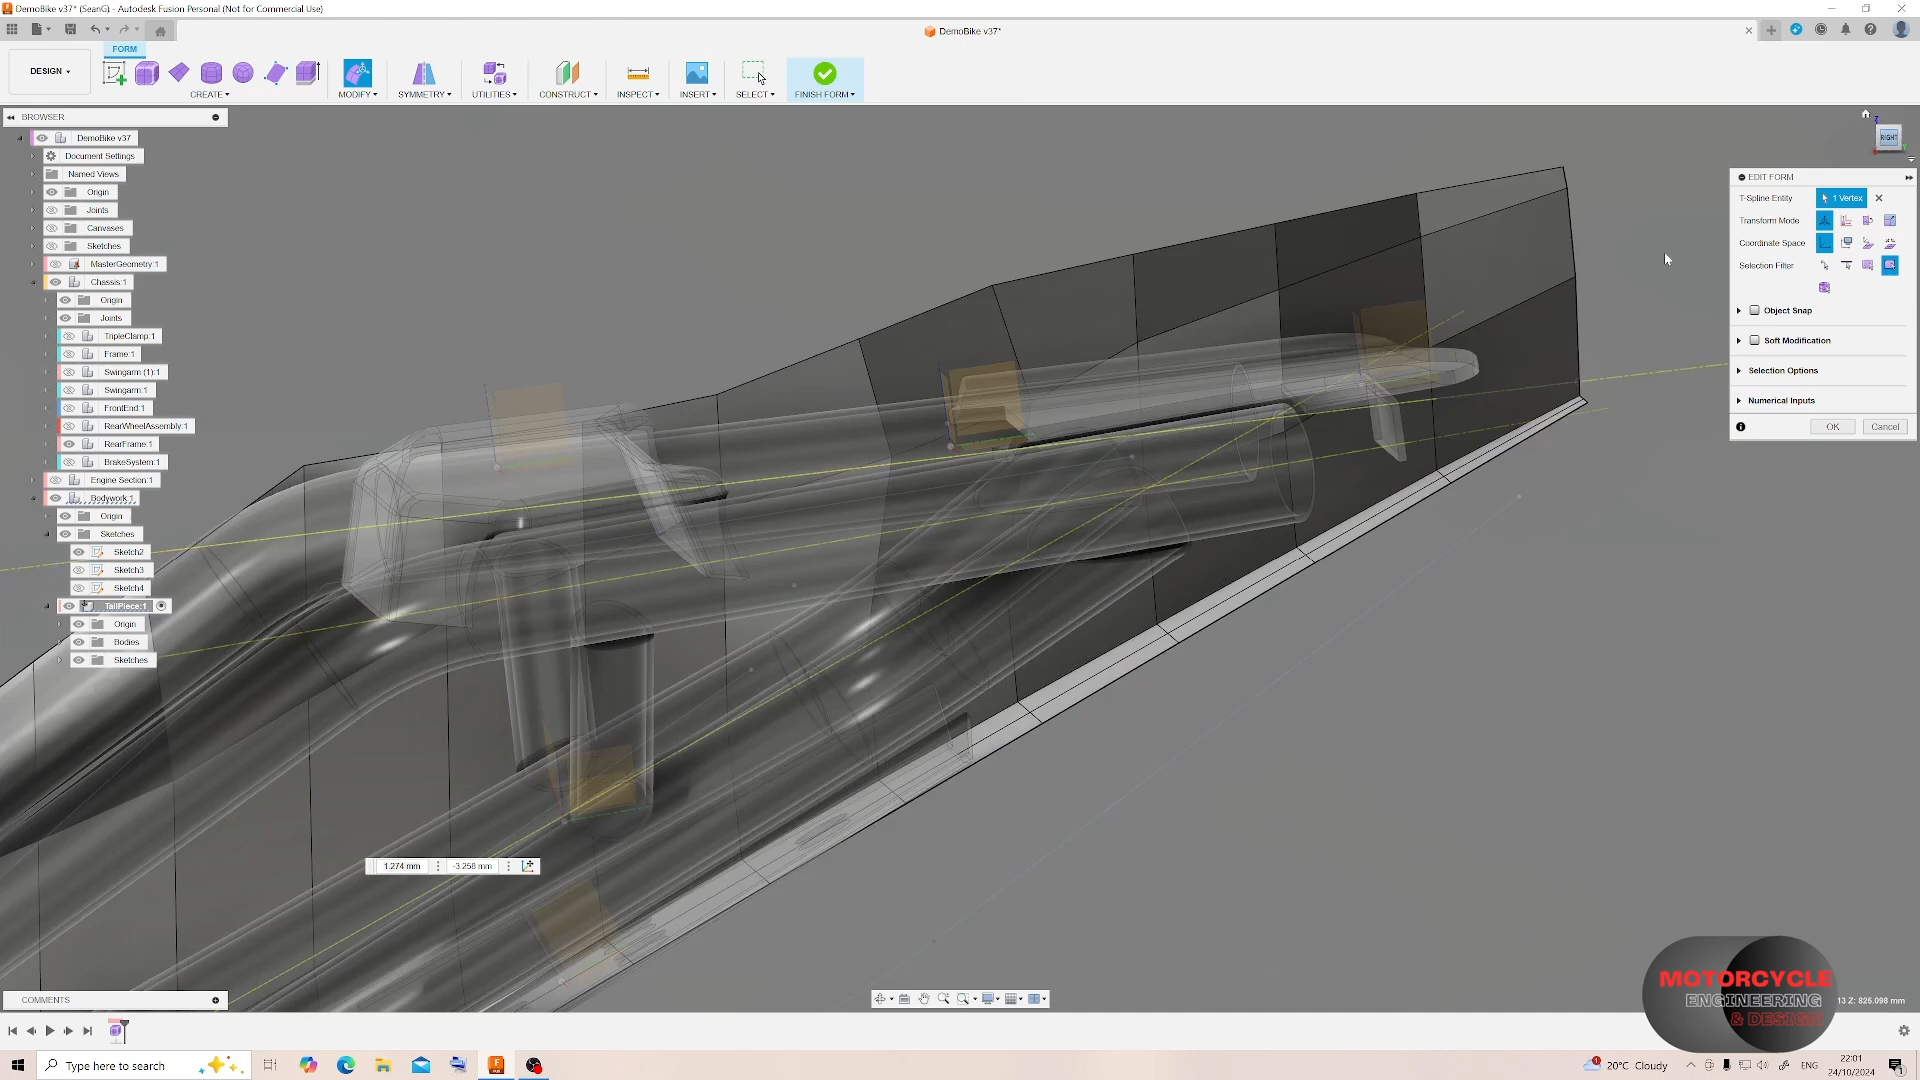 DemoBike v37* (SeanG) - Autodesk Fusion Personal (Not for Commercial Use)
DemoBike v37*
FORM
DESIGN
CREATE
MODIFY
SYMMETRY
UTILITIES
CONSTRUCT
INSPECT
INSERT
SELECT
FINISH FORM
BROWSER
DemoBike v37
Document Settings
Named Views
Origin
Joints
Canvases
Sketches
MasterGeometry:1
Chassis:1
Origin
Joints
TripleClamp:1
Frame:1
Swingarm (1):1
Swingarm:1
FrontEnd:1
RearWheelAssembly:1
RearFrame:1
BrakeSystem:1
Engine Section:1
Bodywork:1
Origin
Sketches
Sketch2
Sketch3
Sketch4
TailPiece:1
Origin
Bodies
Sketches
Z
RIGHT
EDIT FORM
T-Spline Entity
1 Vertex
Transform Mode
Coordinate Space
Selection Filter
Object Snap
Soft Modification
Selection Options
Numerical Inputs
OK
Cancel
1.274 mm
-3.258 mm
COMMENTS
MOTORCYCLE
ENGINEERING
& DESIGN
13 Z: 826.098 mm
Type here to search
20°C Cloudy
ENG
22:01
24/10/2024